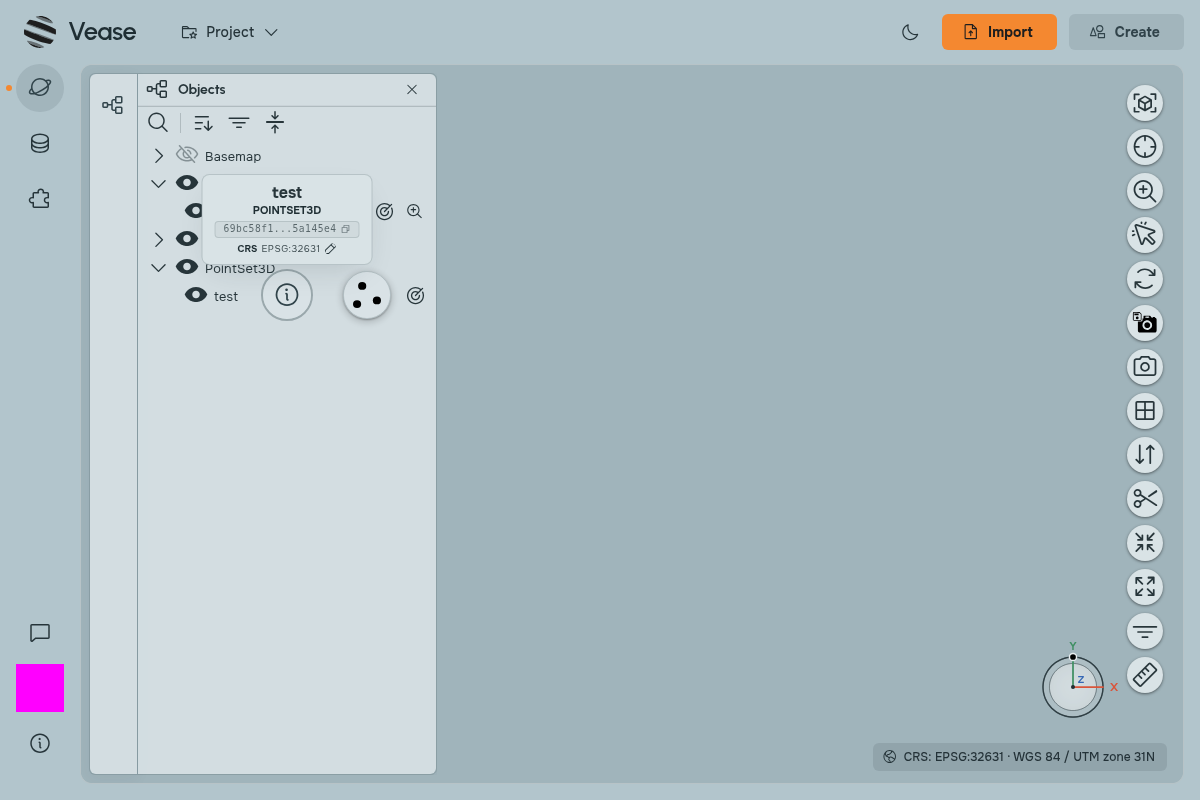 Vease
Project
Import
Create
Objects
Basemap
test
POINTSET3D
69bc58f1...5a145e4
CRS EPSG:32631
PointSet3D
test
Y
Z
X
CRS: EPSG:32631 · WGS 84 / UTM zone 31N